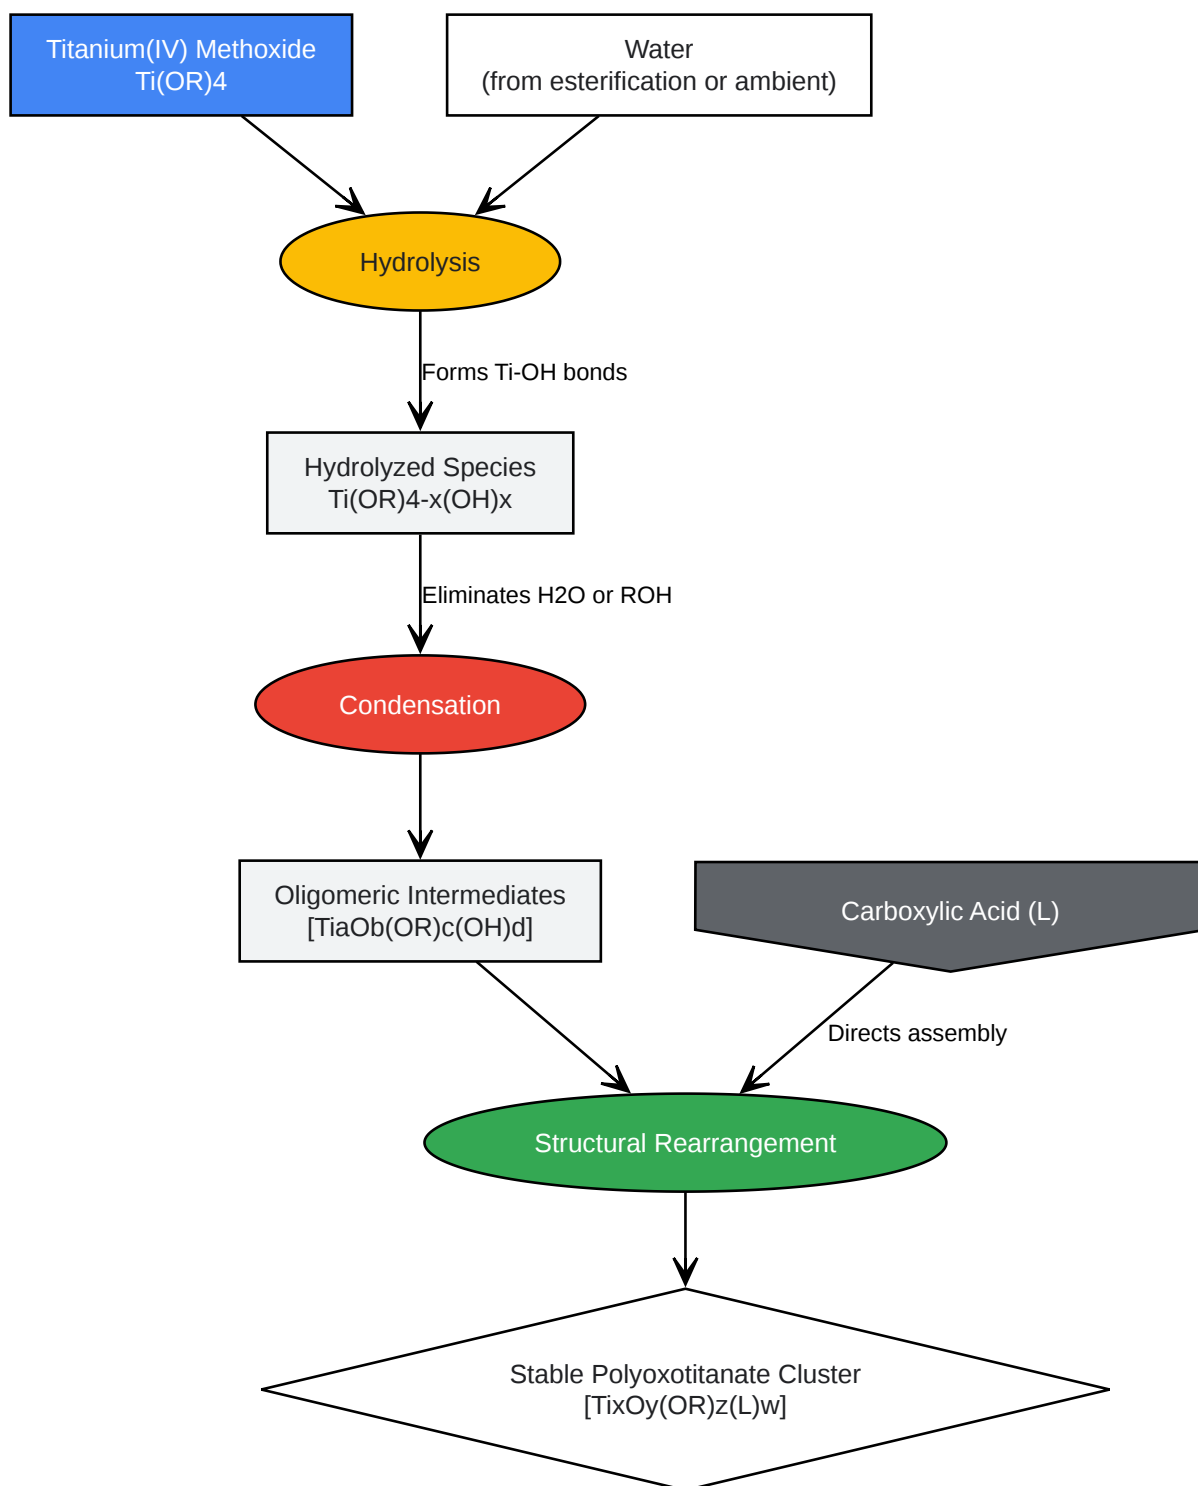 Titanium(IV) Methoxide
Ti(OR)4
Water
(from esterification or ambient)
Hydrolysis
Forms Ti-OH bonds
Hydrolyzed Species
Ti(OR)4-x(OH)x
Eliminates H2O or ROH
Condensation
Oligomeric Intermediates
[TiaOb(OR)c(OH)d]
Carboxylic Acid (L)
Directs assembly
Structural Rearrangement
Stable Polyoxotitanate Cluster
[TixOy(OR)z(L)w]